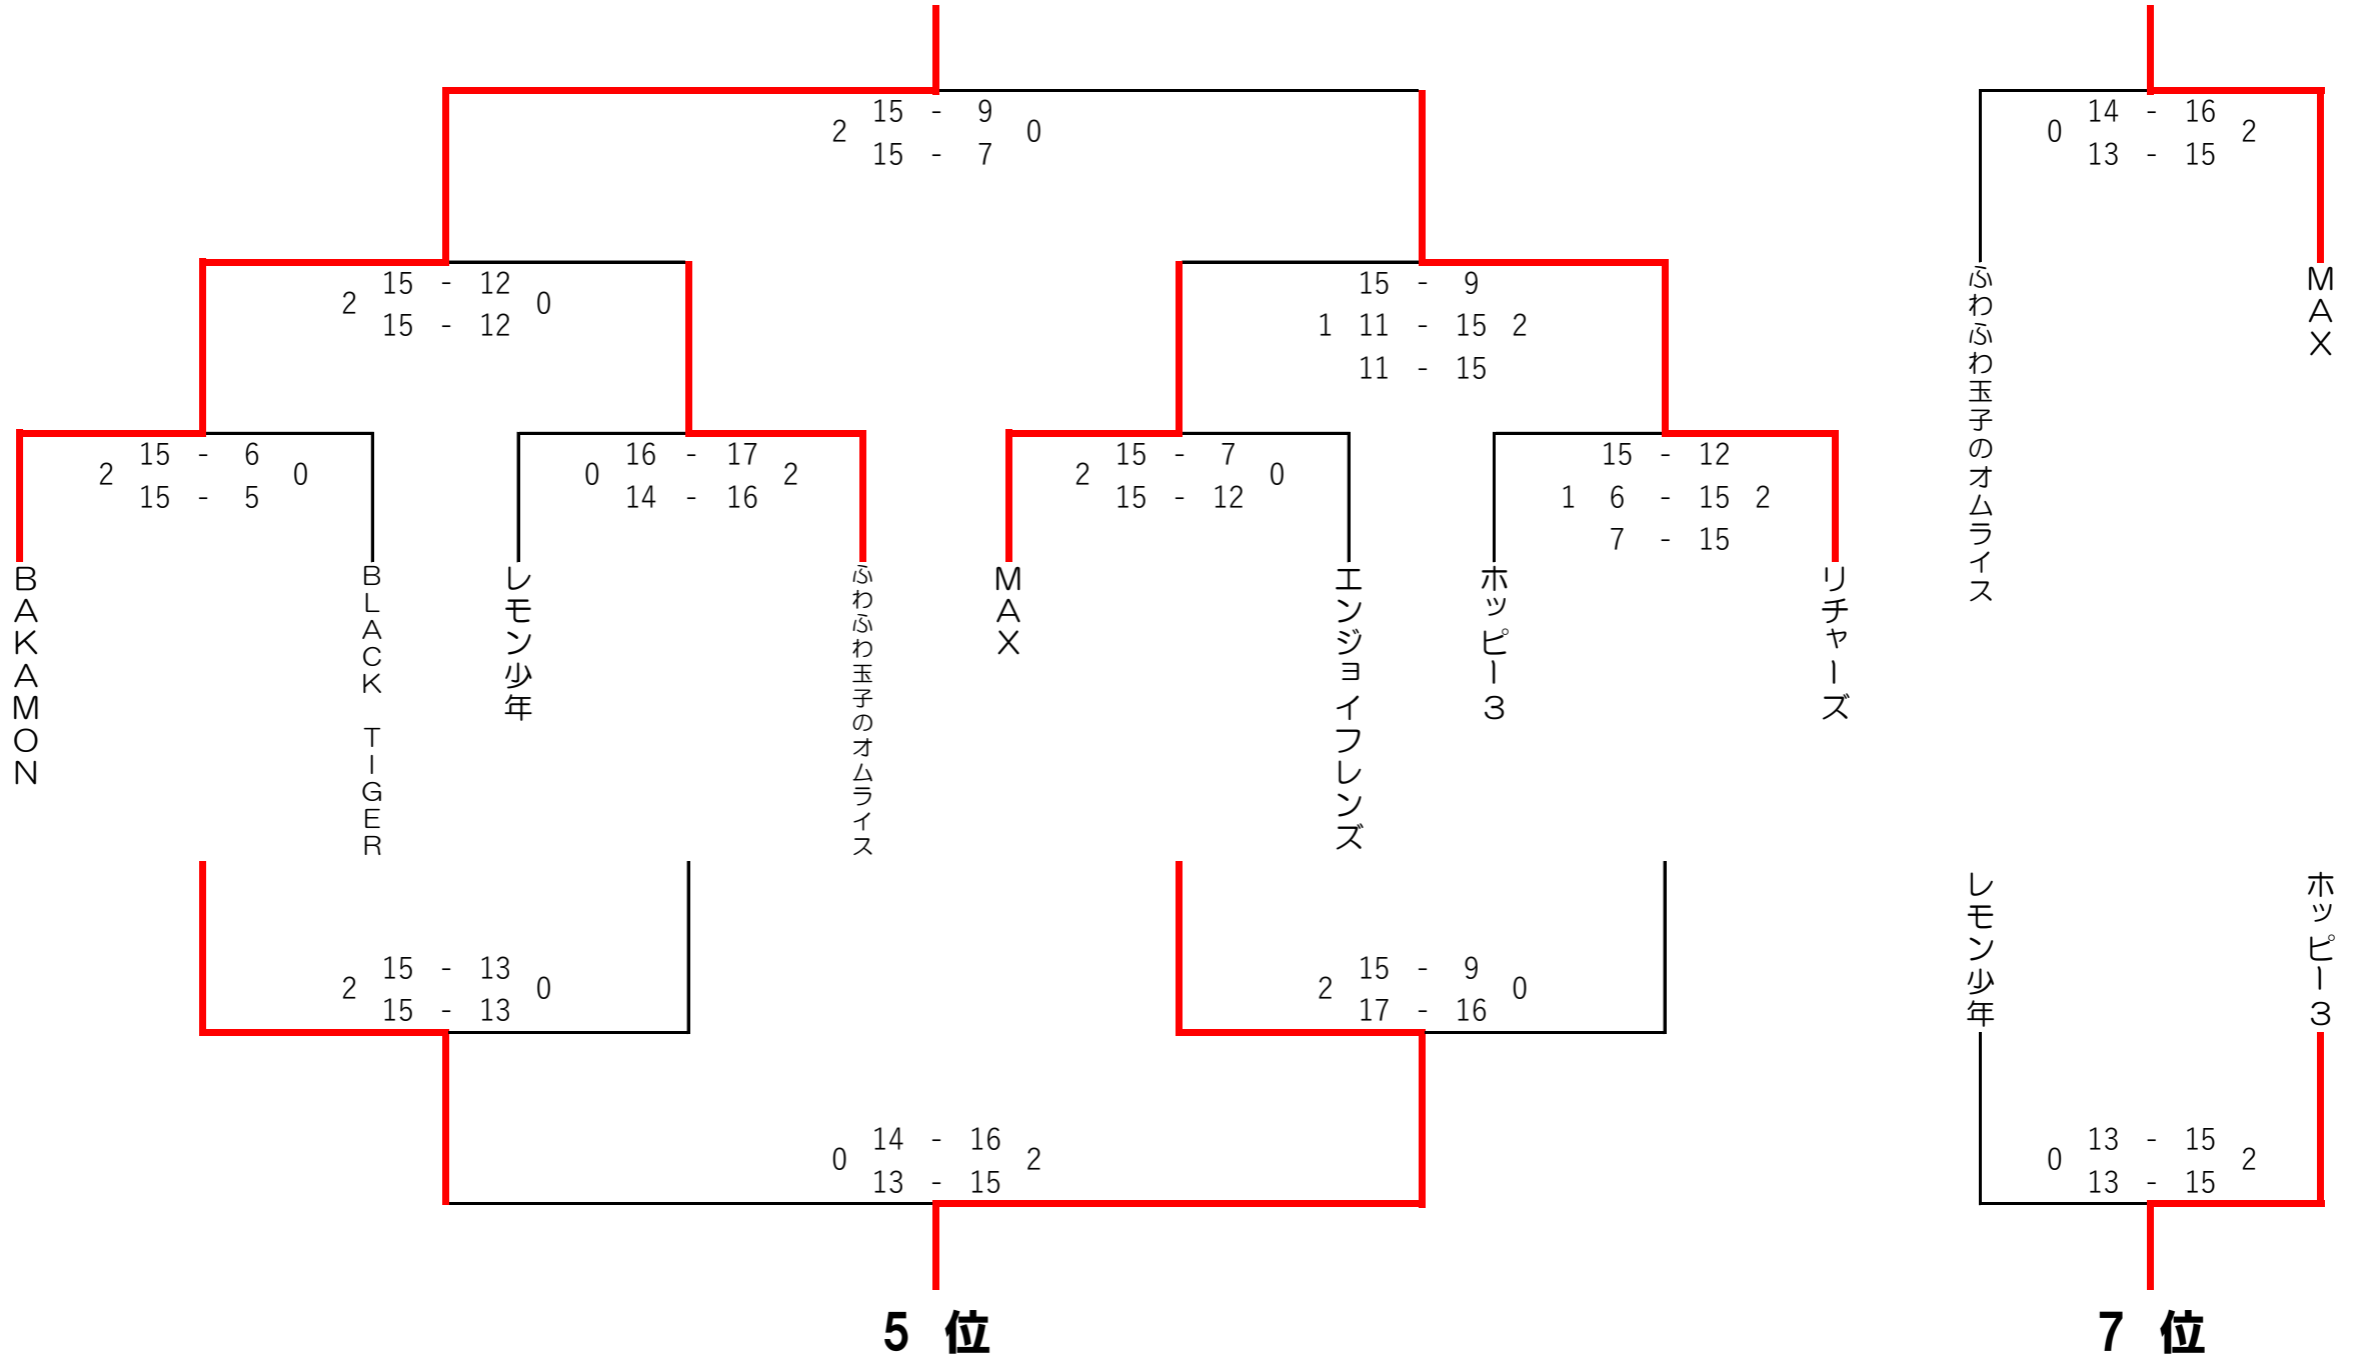 15 - 9
2 0
15 - 7
14 - 16
0 2
13 - 15
15 - 12
2 0
15 - 12
15 - 9
1 11 - 15 2
11 - 15
ふわふわ玉子のオムライス
MAX
15 - 6
2 0
15 - 5
16 - 17
0 2
14 - 16
15 - 7
2 0
15 - 12
15 - 12
1 6 - 15 2
7 - 15
BAKAMON
BLACK TIGER
レモン少年
ふわふわ玉子のオムライス
MAX
エンジョイフレンズ
ホッピー3
リチャーズ
レモン少年
ホッピー3
15 - 13
2 0
15 - 13
15 - 9
2 0
17 - 16
14 - 16
0 2
13 - 15
13 - 15
0 2
13 - 15
5 位
7 位